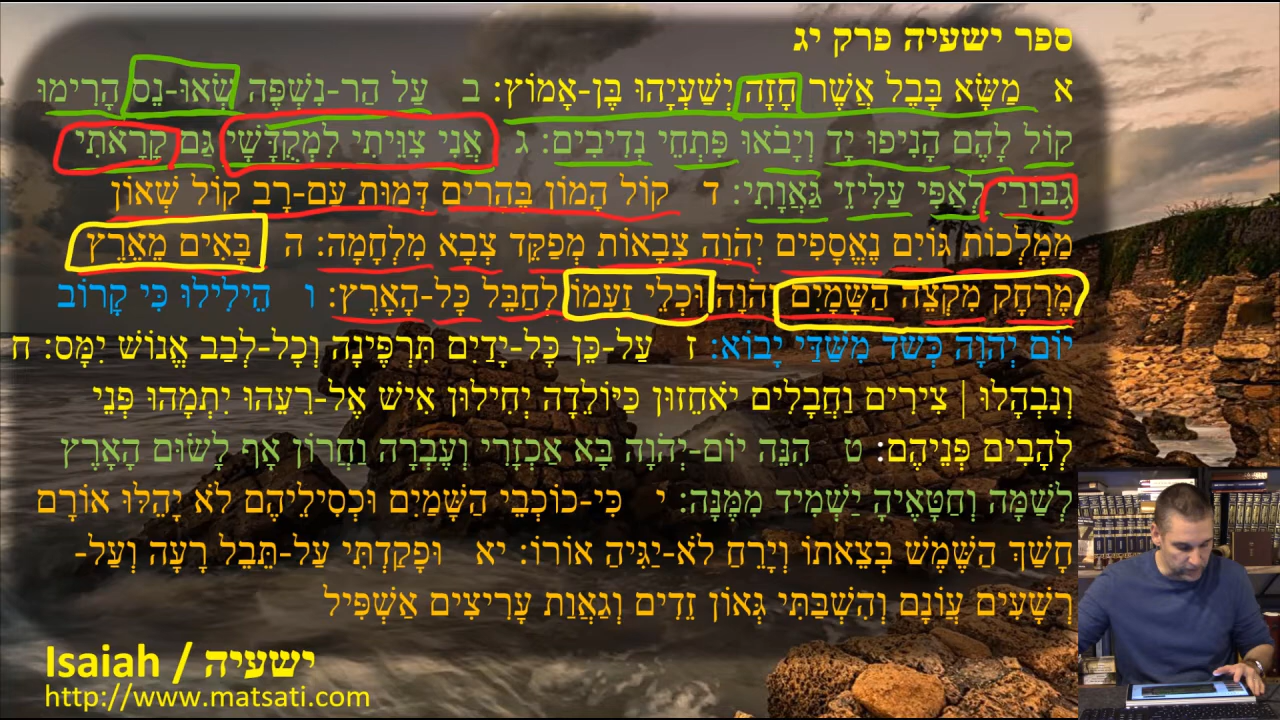 ספר ישעיה פרק יג
א מַשָּׂא בָּבֶל אֲשֶׁר חָזָה יְשַׁעְיָהוּ בֶּן-אָמוֹץ: ב עַל הַר-נִשְׁפֶּה שְׂאוּ-נֵס הָרִימוּ
קוֹל לָהֶם הָנִיפוּ יָד וְיָבֹאוּ פִּתְחֵי נְדִיבִים: ג אֲנִי צִוֵּיתִי לִמְקֻדָּשָׁי גַּם קָרָאתִי
גִבּוֹרַי לְאַפִּי עַלִּיזֵי גַּאֲוָתִי: ד קוֹל הָמוֹן בֶּהָרִים דְּמוּת עַם-רָב קוֹל שְׁאוֹן
מַמְלְכוֹת גּוֹיִם נֶאֱסָפִים יְהוָה צְבָאוֹת מְפַקֵּד צְבָא מִלְחָמָה: ה בָּאִים מֵאֶרֶץ
מֶרְחָק מִקְצֵה הַשָּׁמָיִם יְהוָה וּכְלֵי זַעְמוֹ לְחַבֵּל כָּל-הָאָרֶץ: ו הֵילִילוּ כִּי קָרוֹב
יוֹם יְהוָה כְּשֹׁד מִשַּׁדַּי יָבוֹא: ז עַל-כֵּן כָּל-יָדַיִם תִּרְפֶּינָה וְכָל-לְבַב אֱנוֹשׁ יִמָּס: ח
וְנִבְהָלוּ | צִירִים וַחֲבָלִים יֹאחֵזוּן כַּיּוֹלֵדָה יְחִילוּן אִישׁ אֶל-רֵעֵהוּ יִתְמָהוּ פְּנֵי
לְהָבִים פְּנֵיהֶם: ט הִנֵּה יוֹם-יְהוָה בָּא אַכְזָרִי וְעֶבְרָה וַחֲרוֹן אָף לָשׂוּם הָאָרֶץ
לְשַׁמָּה וְחַטָּאֶיהָ יַשְׁמִיד מִמֶּנָּה: י כִּי-כוֹכְבֵי הַשָּׁמַיִם וּכְסִילֵיהֶם לֹא יָהֵלּוּ אוֹרָם
חָשַׁךְ הַשֶּׁמֶשׁ בְּצֵאתוֹ וְיָרֵחַ לֹא-יַגִּיהַ אוֹרוֹ: יא וּפָקַדְתִּי עַל-תֵּבֵל רָעָה וְעַל-
רְשָׁעִים עֲוֹנָם וְהִשְׁבַּתִּי גְּאוֹן זֵדִים וְגַאֲוַת עָרִיצִים אַשְׁפִּיל
Isaiah / ישעיה
http://www.matsati.com